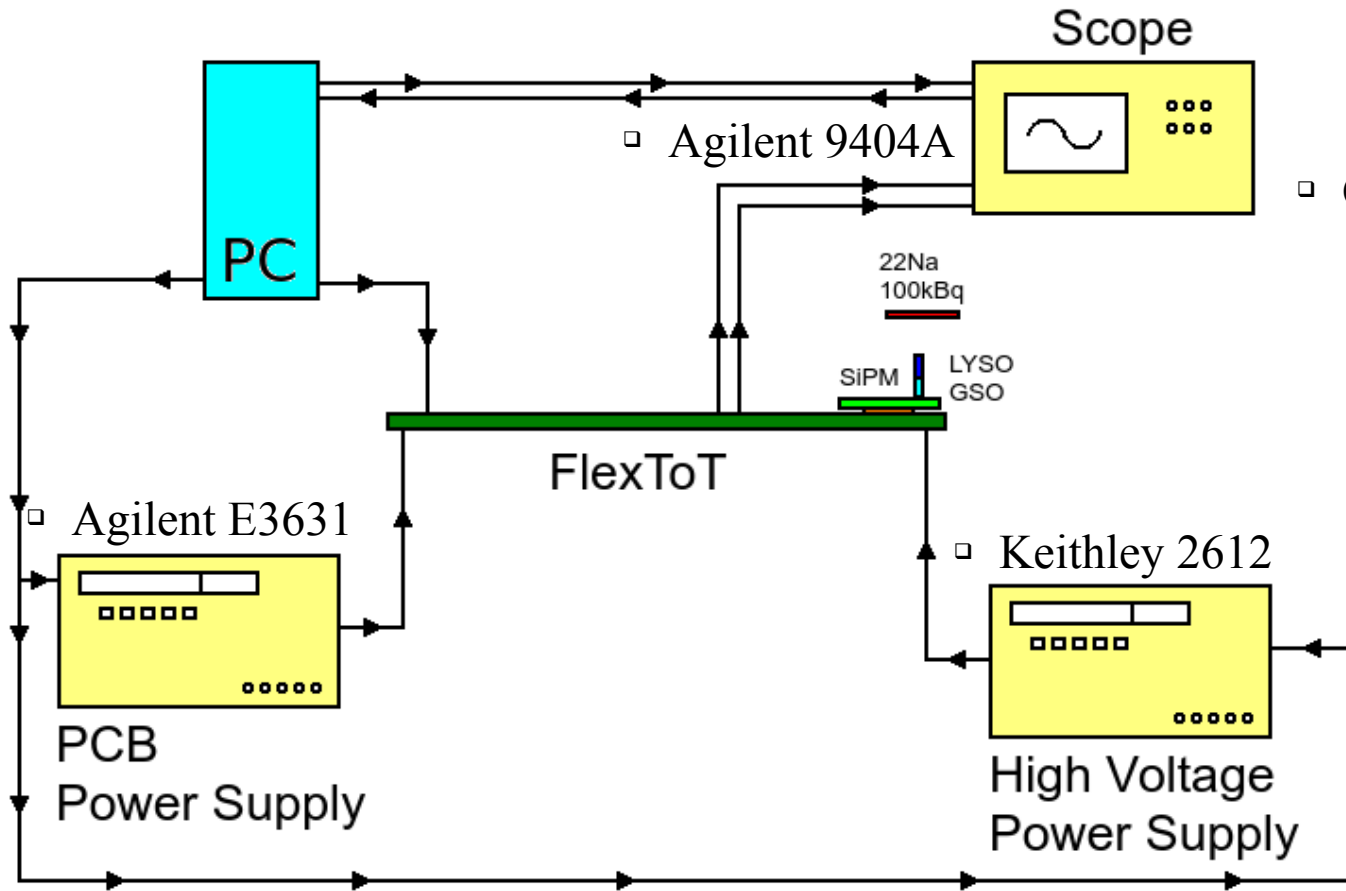 Scope
Agilent 9404A
PC
22Na
100kBq
SiPM
LYSO
GSO
FlexToT
Agilent E3631
Keithley 2612
PCB
Power Supply
High Voltage
Power Supply